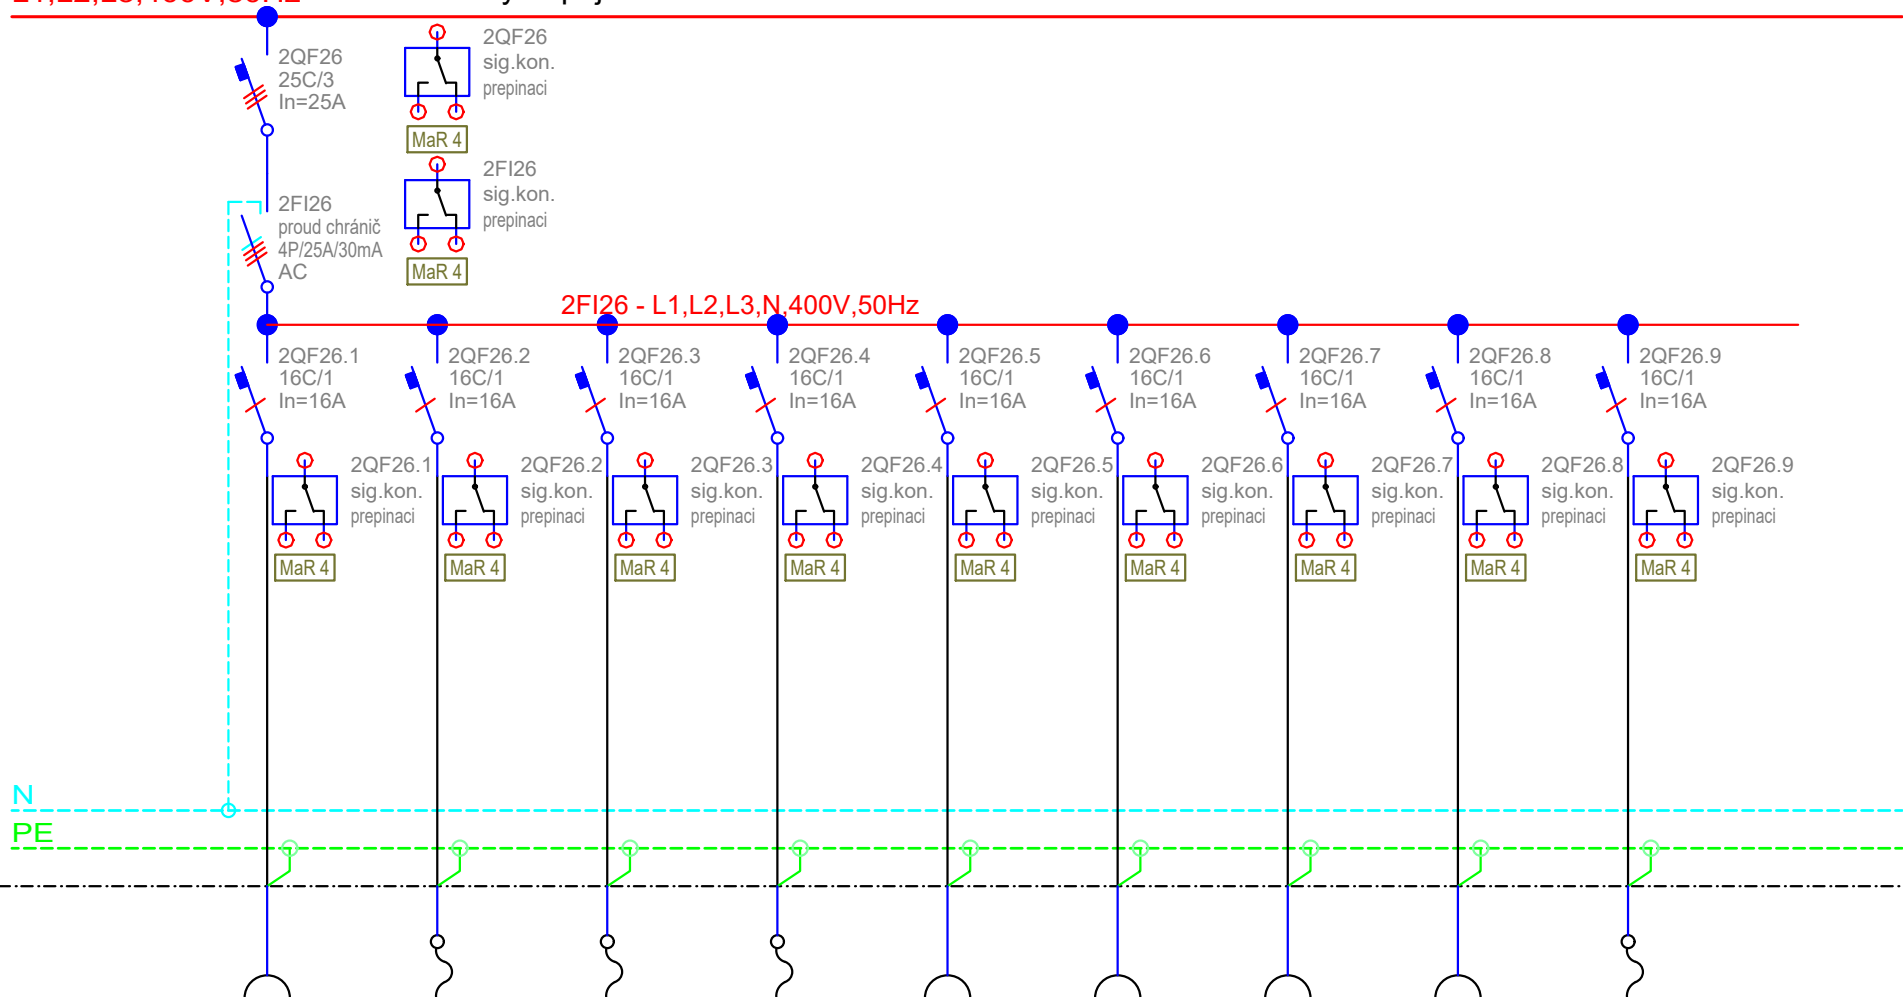 2QF26
25C/3
In=25A
2QF26
sig.kon.
prepinaci
MaR 4
2FI26
proud chránič
4P/25A/30mA
AC
2FI26
sig.kon.
prepinaci
MaR 4
2FI26 - L1,L2,L3,N,400V,50Hz
2QF26.1
16C/1
In=16A
2QF26.2
16C/1
In=16A
2QF26.3
16C/1
In=16A
2QF26.4
16C/1
In=16A
2QF26.5
16C/1
In=16A
2QF26.6
16C/1
In=16A
2QF26.7
16C/1
In=16A
2QF26.8
16C/1
In=16A
2QF26.9
16C/1
In=16A
2QF26.1
sig.kon.
prepinaci
MaR 4
2QF26.2
sig.kon.
prepinaci
MaR 4
2QF26.3
sig.kon.
prepinaci
MaR 4
2QF26.4
sig.kon.
prepinaci
MaR 4
2QF26.5
sig.kon.
prepinaci
MaR 4
2QF26.6
sig.kon.
prepinaci
MaR 4
2QF26.7
sig.kon.
prepinaci
MaR 4
2QF26.8
sig.kon.
prepinaci
MaR 4
2QF26.9
sig.kon.
prepinaci
MaR 4
N
PE